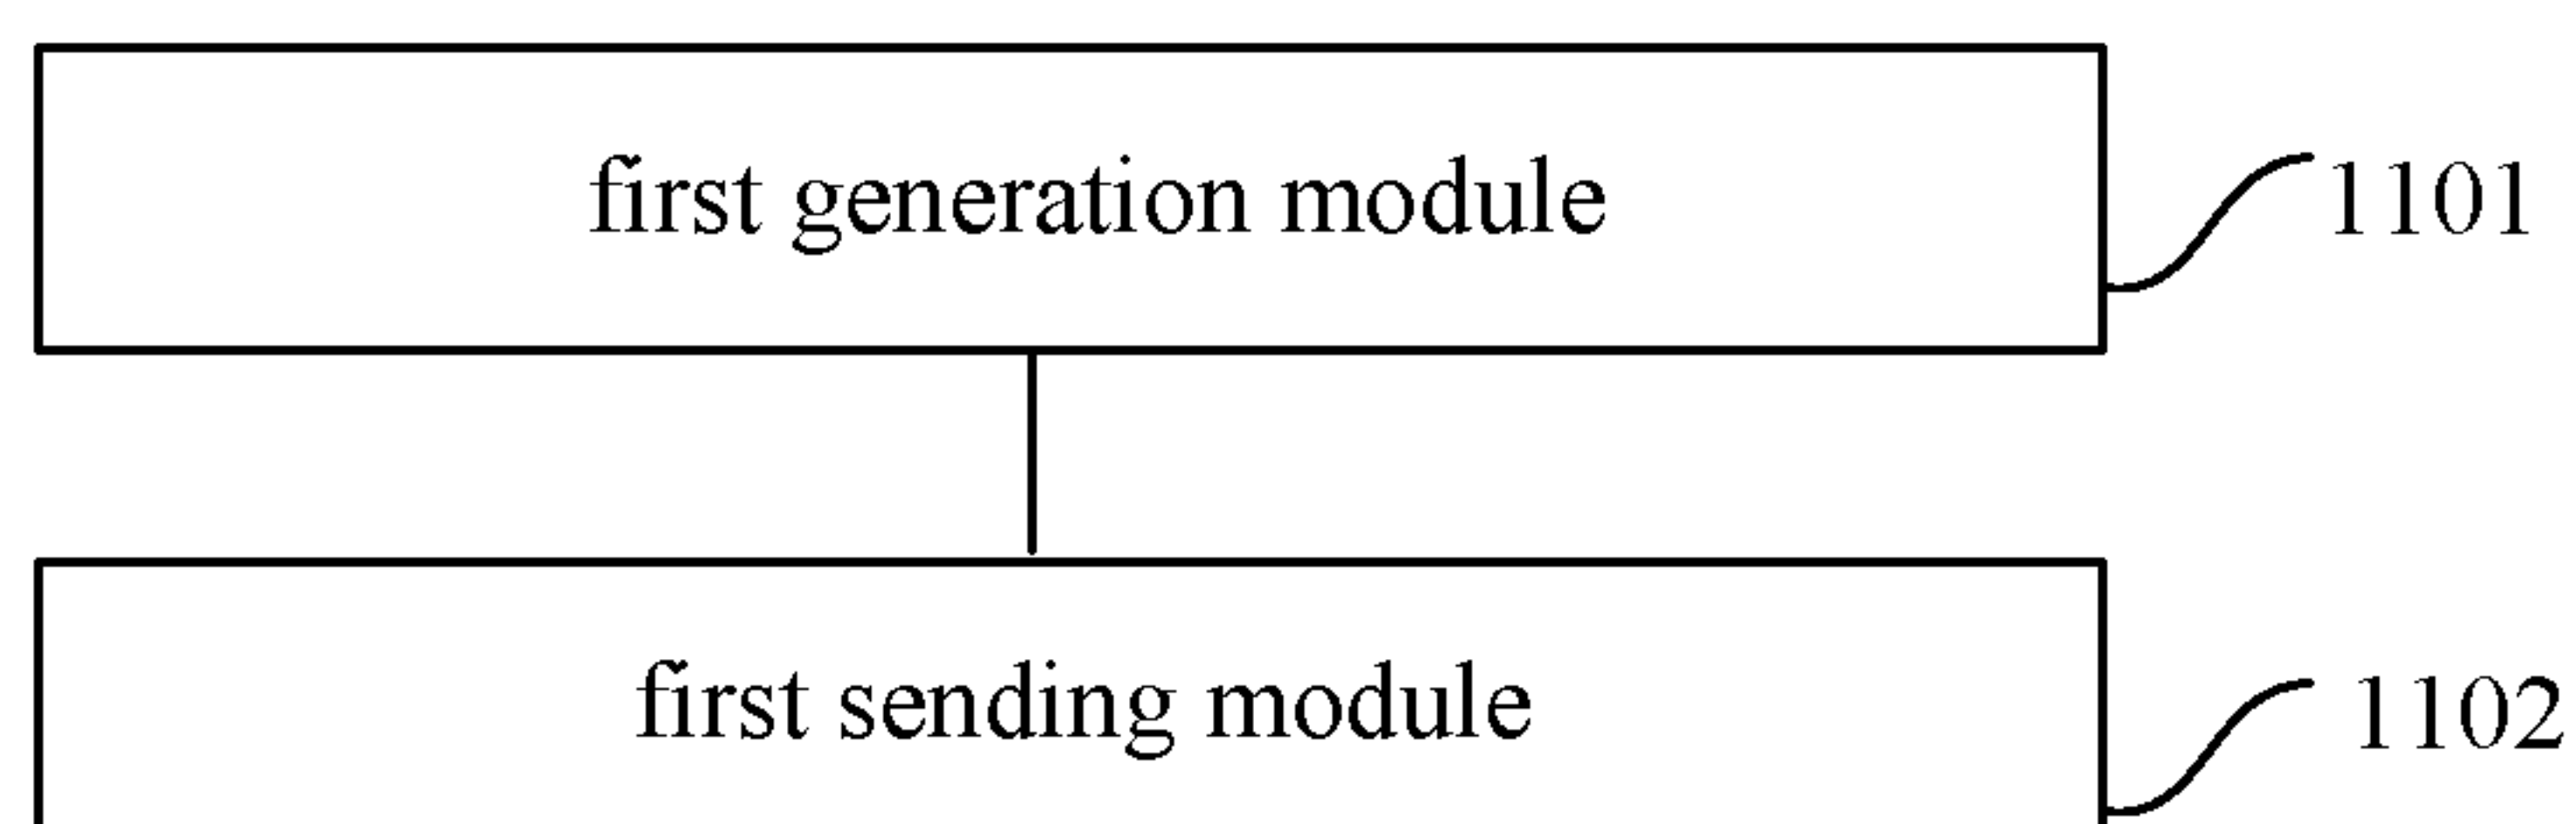 first generation module 1101
first sending module 1102